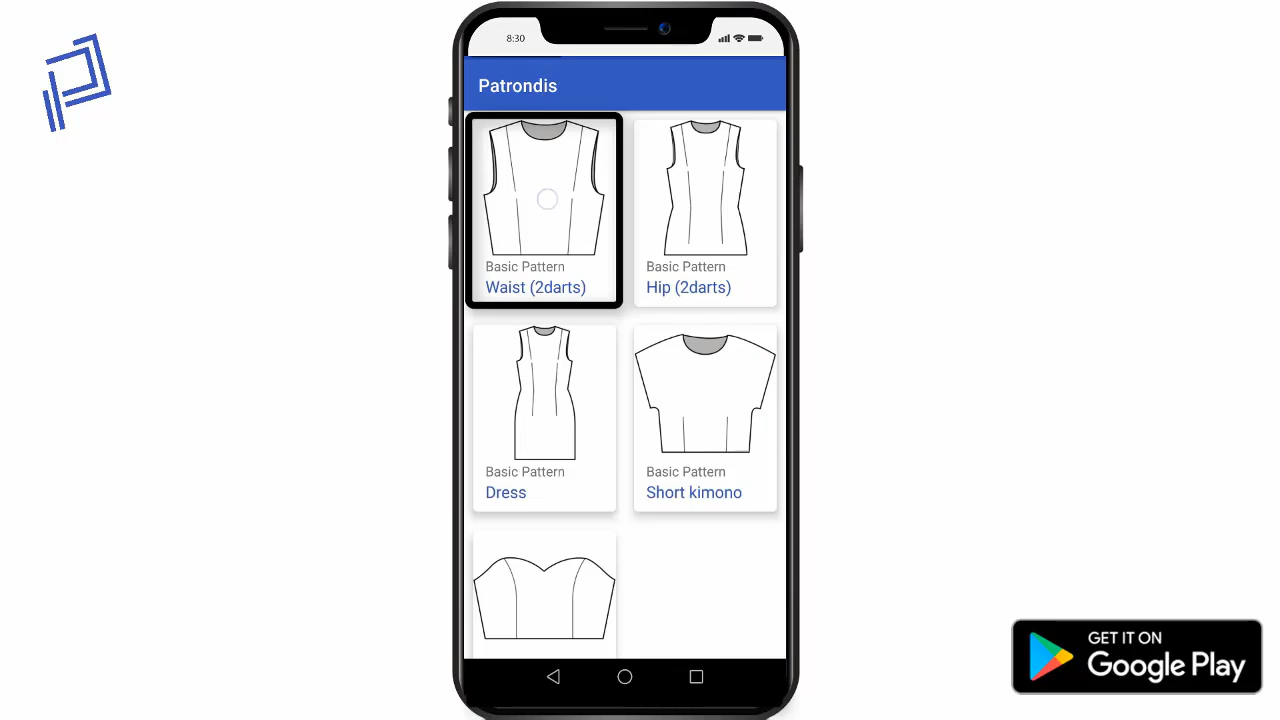 8:30
Patrondis
Basic Pattern
Waist (2darts)
Basic Pattern
Hip (2darts)
Basic Pattern
Dress
Basic Pattern
Short kimono
GET IT ON
Google Play